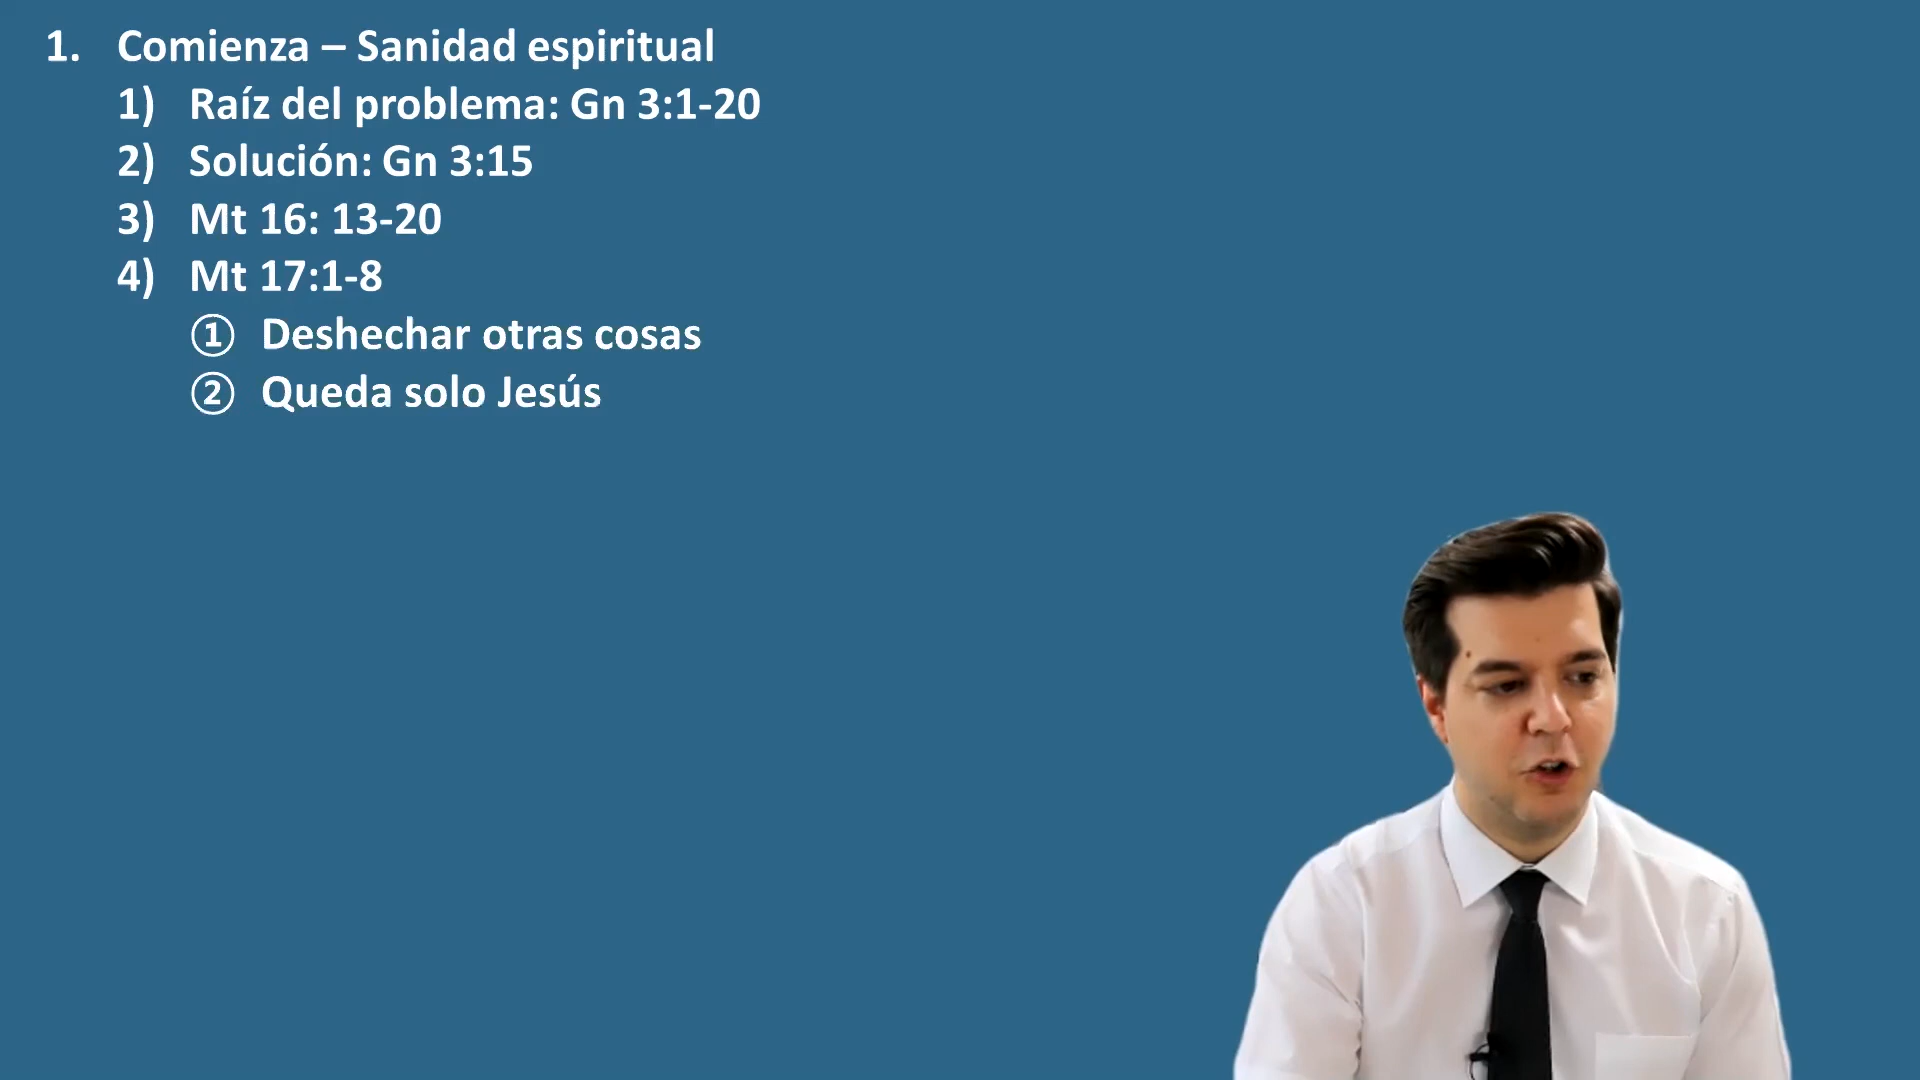 1. Comienza – Sanidad espiritual
1) Raíz del problema: Gn 3:1-20
2) Solución: Gn 3:15
3) Mt 16: 13-20
4) Mt 17:1-8
① Deshechar otras cosas
② Queda solo Jesús